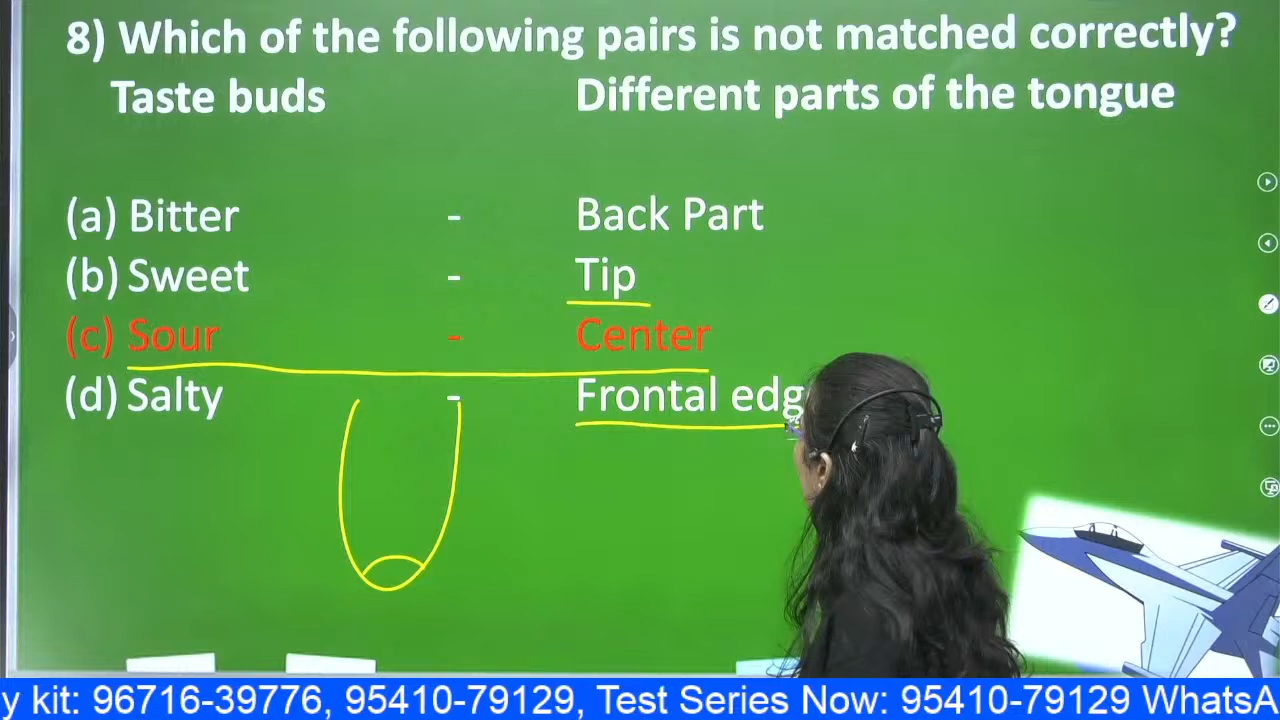 8) Which of the following pairs is not matched correctly?
Taste buds Different parts of the tongue
(a) Bitter - Back Part
(b) Sweet - Tip
(c) Sour - Center
(d) Salty - Frontal edg
y kit: 96716-39776, 95410-79129, Test Series Now: 95410-79129 WhatsA